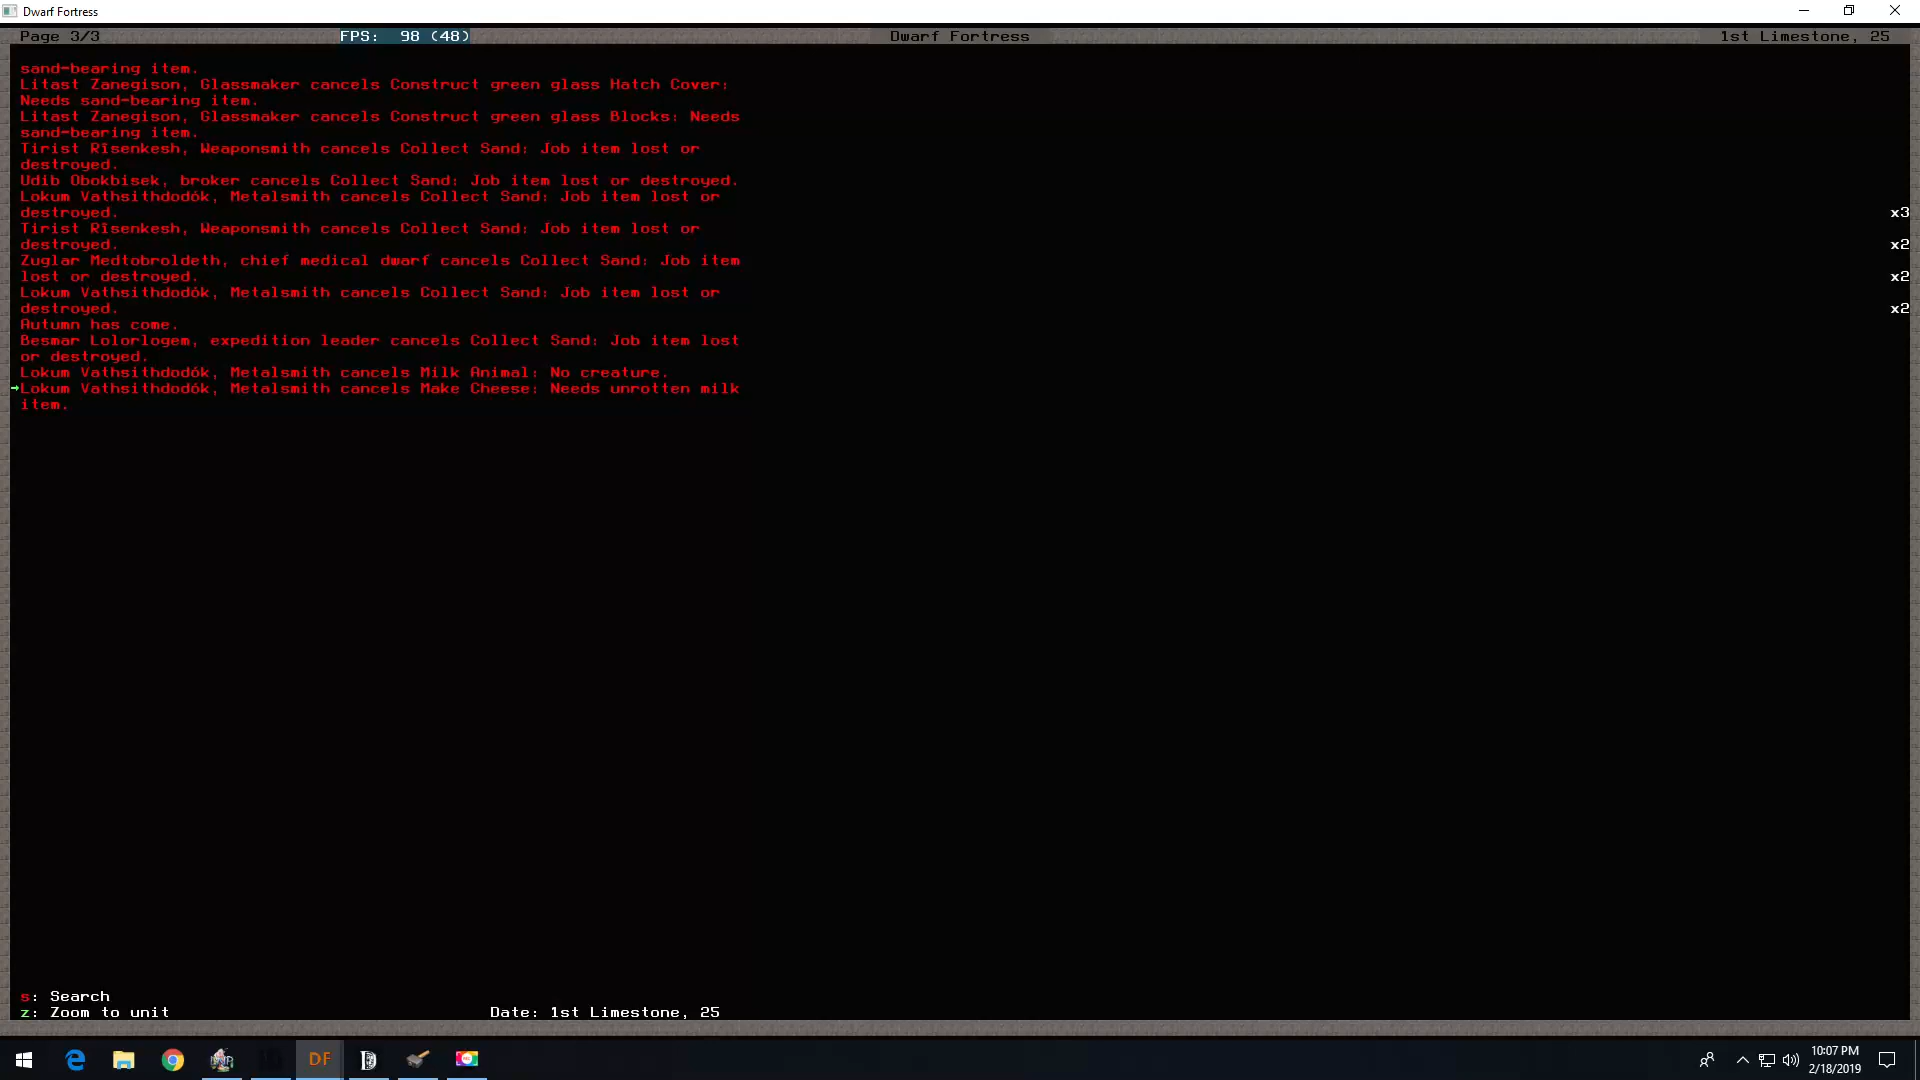 Dwarf Fortress
Page 3/3 FPS: 98 (48) Dwarf Fortress 1st Limestone, 25
sand-bearing item.
Litast Zanegison, Glassmaker cancels Construct green glass Hatch Cover:
Needs sand-bearing item.
Litast Zanegison, Glassmaker cancels Construct green glass Blocks: Needs
sand-bearing item.
Tirist Rîsenkesh, Weaponsmith cancels Collect Sand: Job item lost or
destroyed.
Udib Obokbisek, broker cancels Collect Sand: Job item lost or destroyed.
Lokum Vathsithdodók, Metalsmith cancels Collect Sand: Job item lost or
destroyed. x3
Tirist Rîsenkesh, Weaponsmith cancels Collect Sand: Job item lost or
destroyed. x2
Zuglar Medtobroldeth, chief medical dwarf cancels Collect Sand: Job item
lost or destroyed. x2
Lokum Vathsithdodók, Metalsmith cancels Collect Sand: Job item lost or
destroyed. x2
Autumn has come.
Besmar Lolorlogem, expedition leader cancels Collect Sand: Job item lost
or destroyed.
Lokum Vathsithdodók, Metalsmith cancels Milk Animal: No creature.
→Lokum Vathsithdodók, Metalsmith cancels Make Cheese: Needs unrotten milk
item.
s: Search
z: Zoom to unit Date: 1st Limestone, 25
DF
10:07 PM
2/18/2019